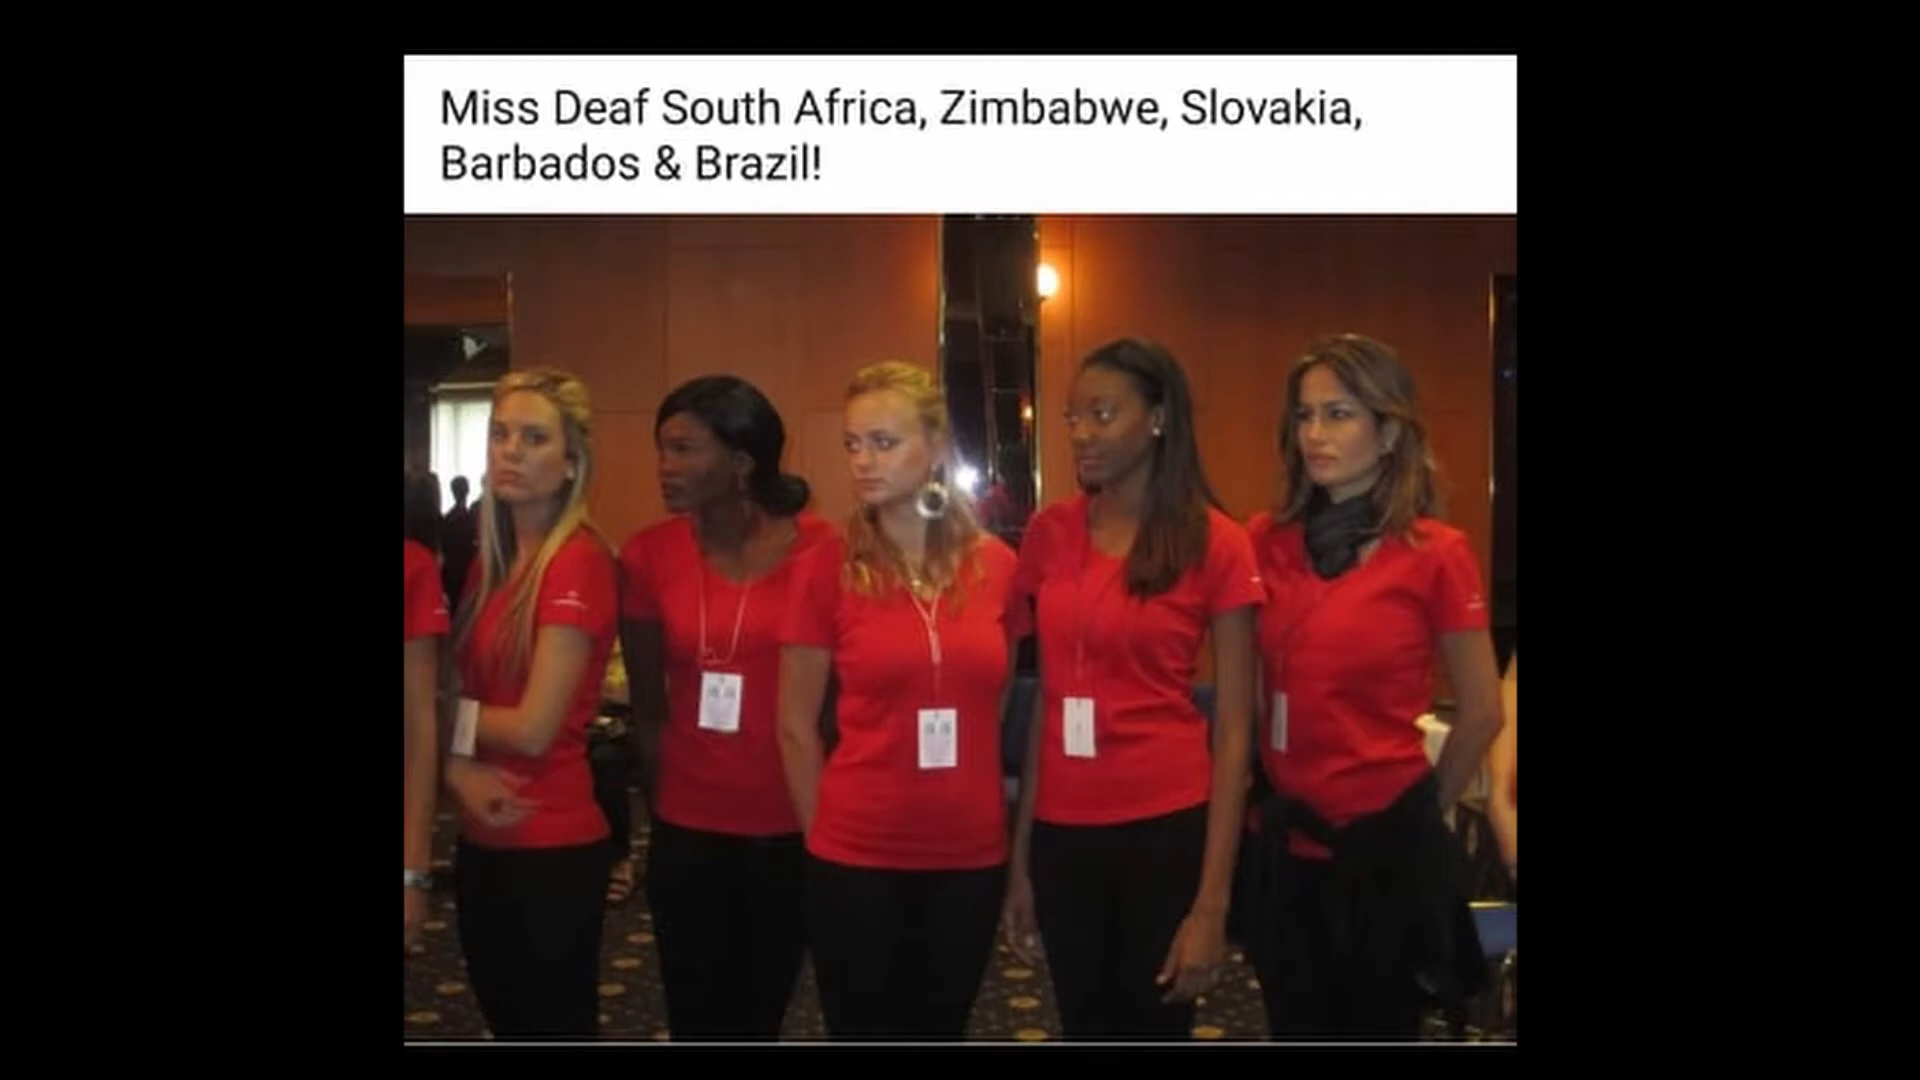 Miss Deaf South Africa, Zimbabwe, Slovakia,
Barbados & Brazil!